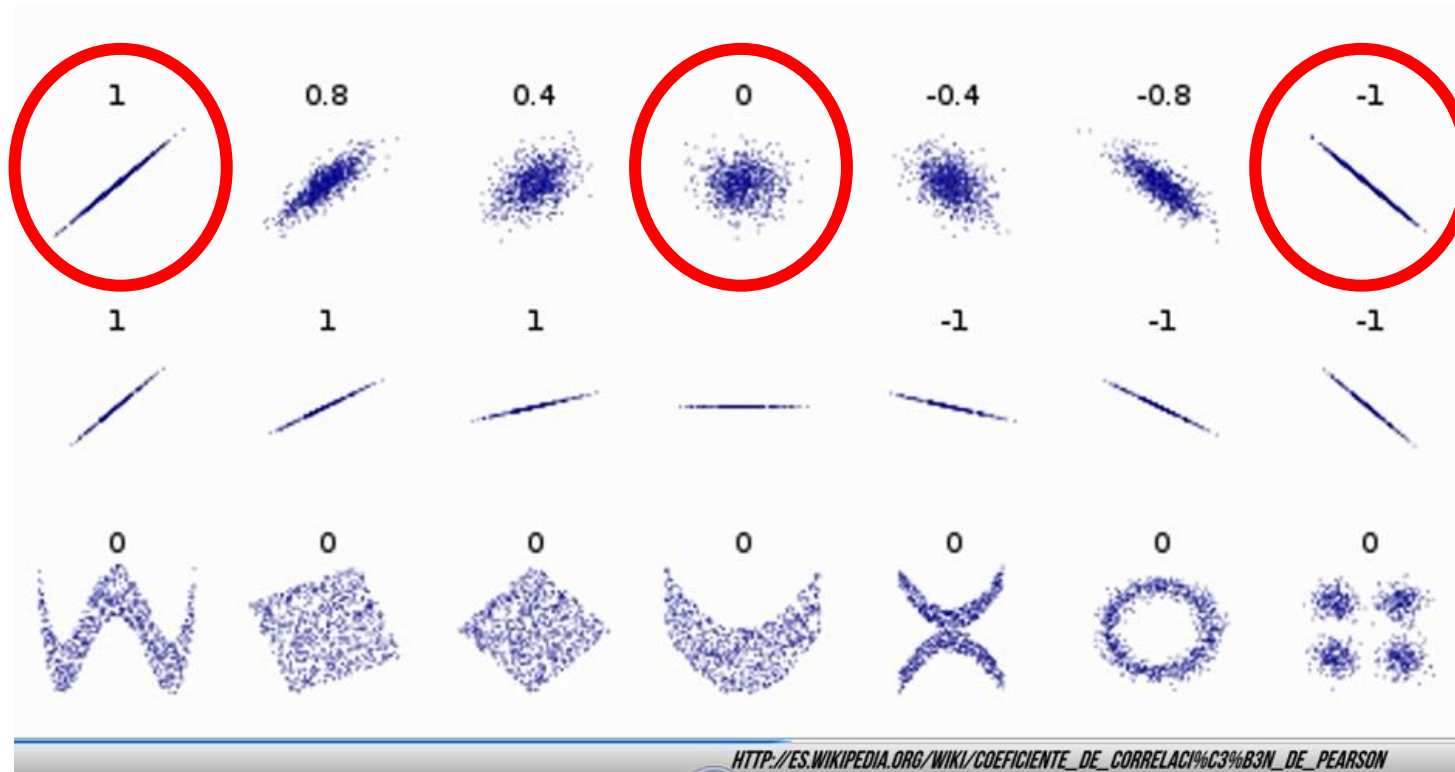 1 0.8 0.4 0 -0.4 -0.8 -1
1 1 1 -1 -1 -1
0 0 0 0 0 0 0
HTTP://ES.WIKIPEDIA.ORG/WIKI/COEFICIENTE_DE_CORRELACI%C3%B3N_DE_PEARSON